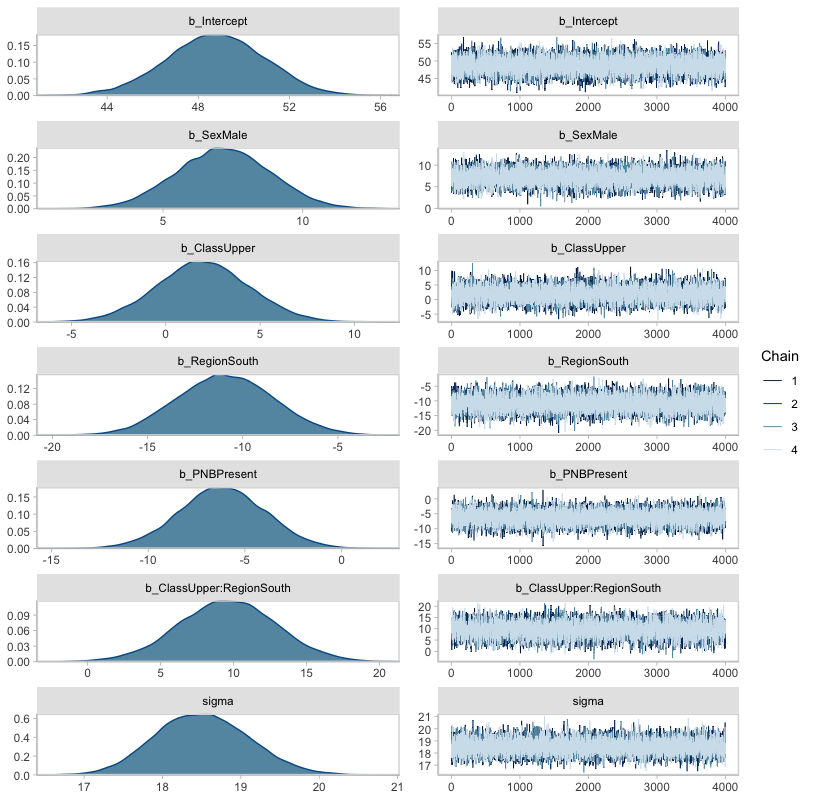 b_Intercept
0.15
0.10
0.05
0.00
44 48 52 56
b_Intercept
55
50
45
0 1000 2000 3000 4000
b_SexMale
0.20
0.15
0.10
0.05
0.00
5 10
b_SexMale
10
5
0
0 1000 2000 3000 4000
b_ClassUpper
0.16
0.12
0.08
0.04
0.00
-5 0 5 10
b_ClassUpper
10
5
0
-5
0 1000 2000 3000 4000
b_RegionSouth
0.12
0.08
0.04
0.00
-20 -15 -10 -5
b_RegionSouth
-5
-10
-15
-20
0 1000 2000 3000 4000
b_PNBPresent
0.15
0.10
0.05
0.00
-15 -10 -5 0
b_PNBPresent
0
-5
-10
-15
0 1000 2000 3000 4000
b_ClassUpper:RegionSouth
0.09
0.06
0.03
0.00
0 5 10 15 20
b_ClassUpper:RegionSouth
20
15
10
5
0
0 1000 2000 3000 4000
sigma
0.6
0.4
0.2
0.0
17 18 19 20 21
sigma
21
20
19
18
17
0 1000 2000 3000 4000
Chain
1
2
3
4